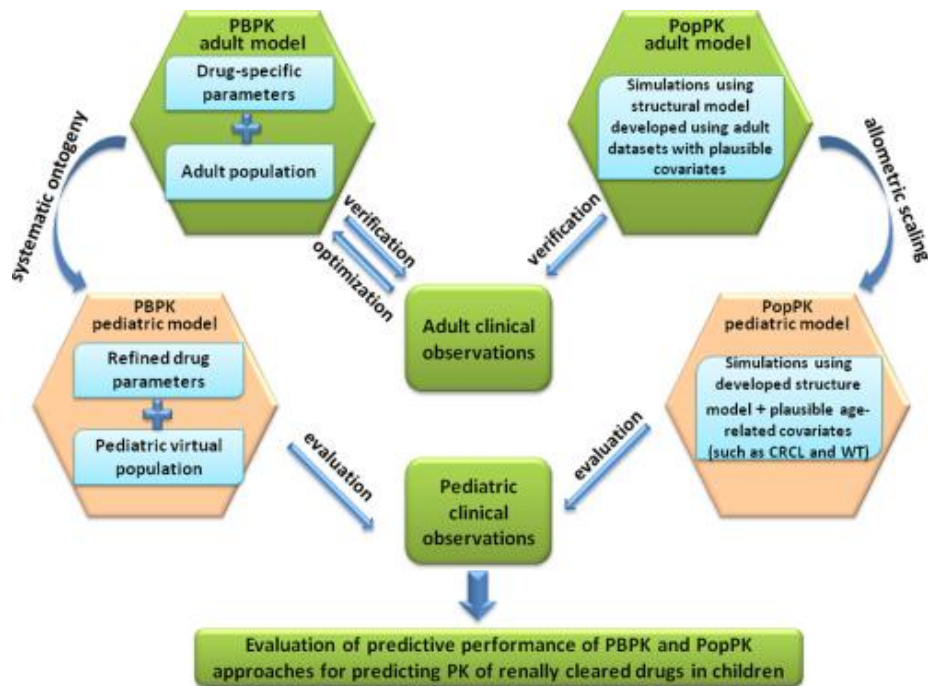 PBPK
adult model
Drug-specific
parameters
Adult population
PopPK
adult model
Simulations using
structural model
developed using adult
datasets with plausible
covariates
systematic ontogeny
verification
optimization
verification
allometric scaling
Adult clinical
observations
PBPK
pediatric model
Refined drug
parameters
Pediatric virtual
population
PopPK
pediatric model
Simulations using
developed structure
model + plausible age-
related covariates
(such as CRCL and WT)
evaluation
evaluation
Pediatric
clinical
observations
Evaluation of predictive performance of PBPK and PopPK
approaches for predicting PK of renally cleared drugs in children